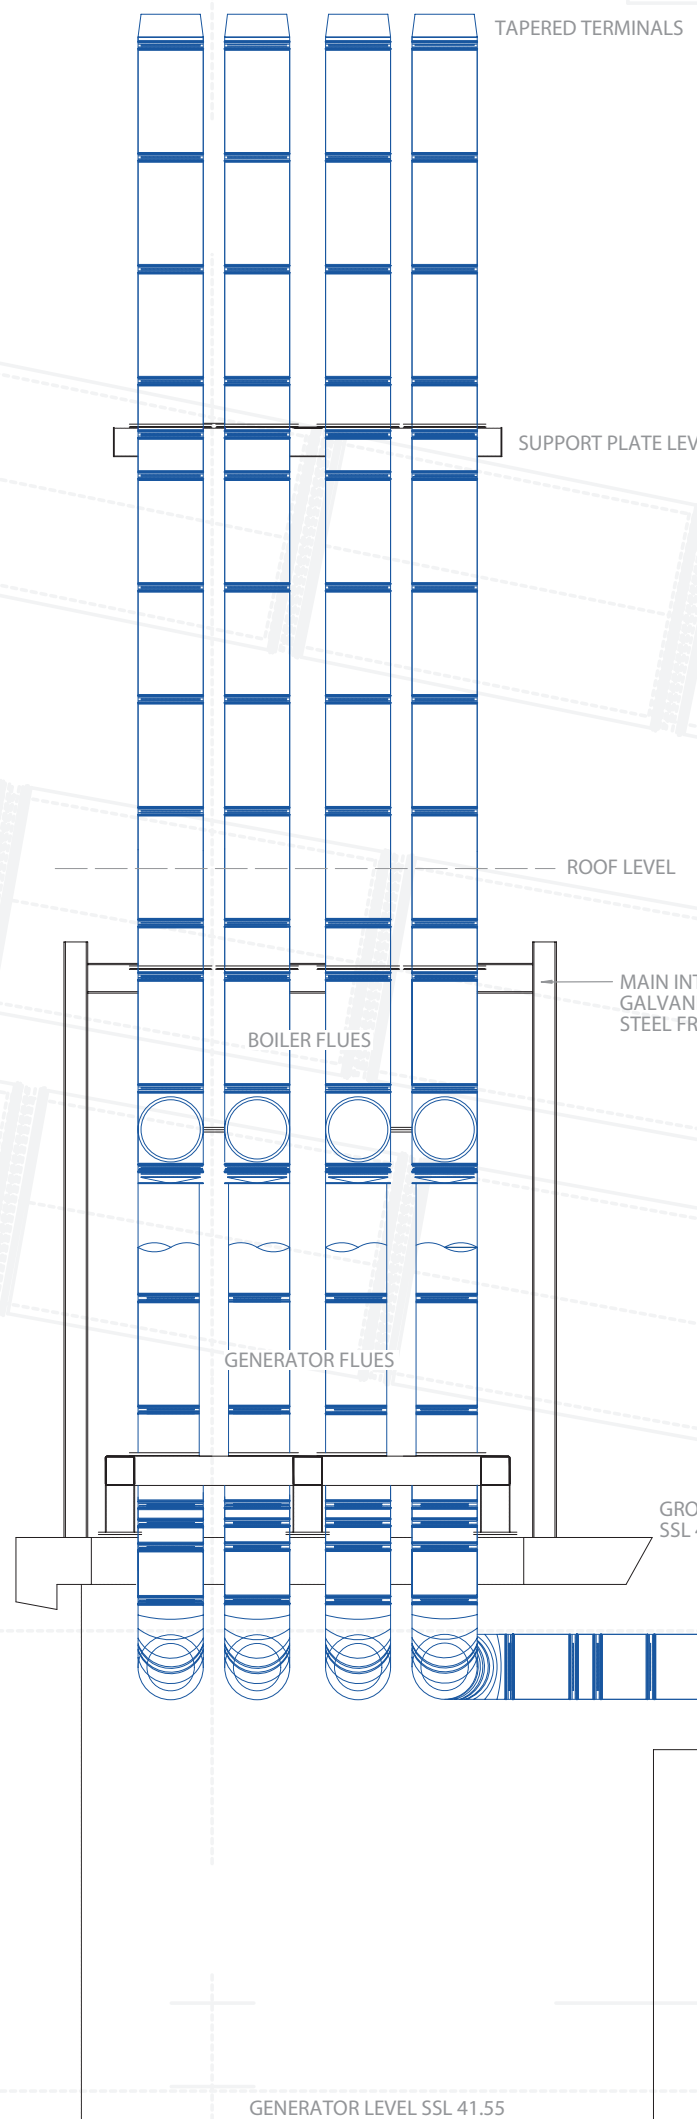 TAPERED TERMINALS
SUPPORT PLATE LEV
ROOF LEVEL
MAIN INT
GALVAN
STEEL FR
BOILER FLUES
GENERATOR FLUES
GRO
SSL
GENERATOR LEVEL SSL 41.55